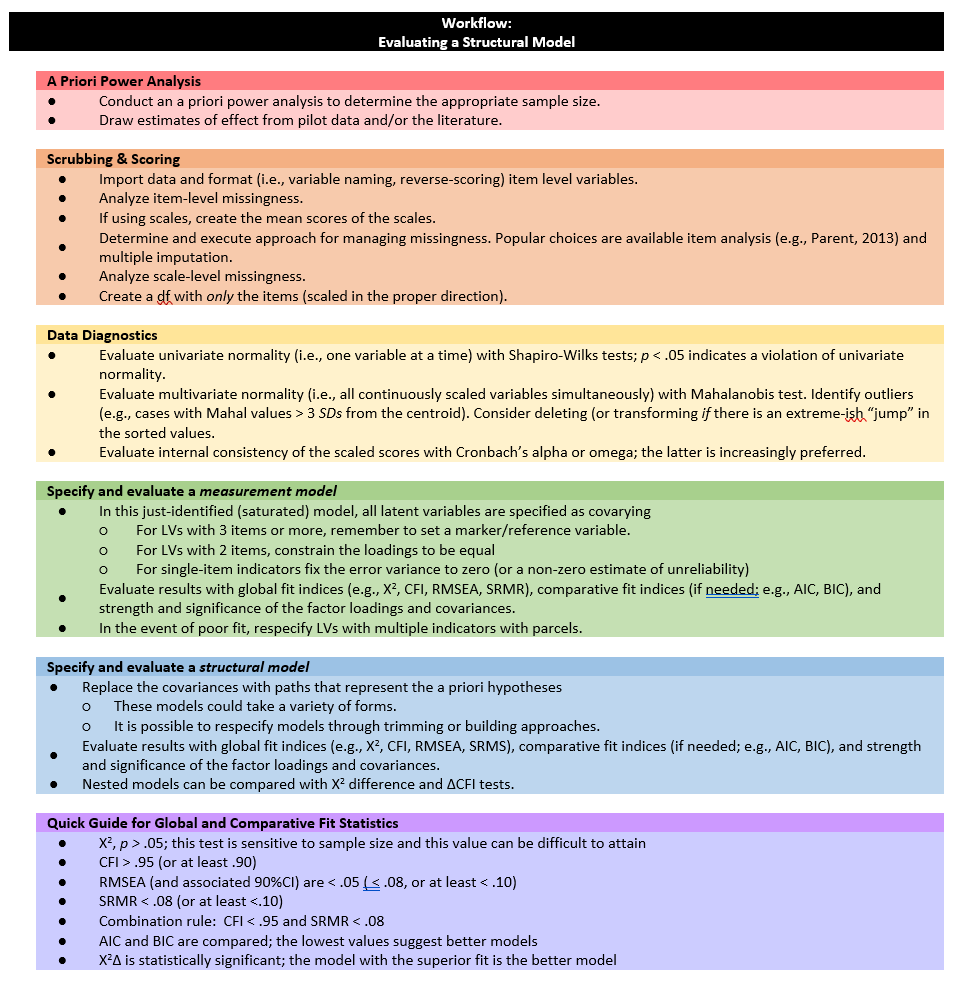 Workflow:
Evaluating a Structural Model
A Priori Power Analysis
● Conduct an a priori power analysis to determine the appropriate sample size.
● Draw estimates of effect from pilot data and/or the literature.
Scrubbing & Scoring
● Import data and format (i.e., variable naming, reverse-scoring) item level variables.
● Analyze item-level missingness.
● If using scales, create the mean scores of the scales.
● Determine and execute approach for managing missingness. Popular choices are available item analysis (e.g., Parent, 2013) and
multiple imputation.
● Analyze scale-level missingness.
● Create a df with only the items (scaled in the proper direction).
Data Diagnostics
● Evaluate univariate normality (i.e., one variable at a time) with Shapiro-Wilks tests; p < .05 indicates a violation of univariate
normality.
● Evaluate multivariate normality (i.e., all continuously scaled variables simultaneously) with Mahalanobis test. Identify outliers
(e.g., cases with Mahal values > 3 SDs from the centroid). Consider deleting (or transforming if there is an extreme-ish “jump” in
the sorted values.
● Evaluate internal consistency of the scaled scores with Cronbach’s alpha or omega; the latter is increasingly preferred.
Specify and evaluate a measurement model
● In this just-identified (saturated) model, all latent variables are specified as covarying
o For LVs with 3 items or more, remember to set a marker/reference variable.
o For LVs with 2 items, constrain the loadings to be equal
o For single-item indicators fix the error variance to zero (or a non-zero estimate of unreliability)
● Evaluate results with global fit indices (e.g., X², CFI, RMSEA, SRMR), comparative fit indices (if needed; e.g., AIC, BIC), and
strength and significance of the factor loadings and covariances.
● In the event of poor fit, respecify LVs with multiple indicators with parcels.
Specify and evaluate a structural model
● Replace the covariances with paths that represent the a priori hypotheses
o These models could take a variety of forms.
o It is possible to respecify models through trimming or building approaches.
● Evaluate results with global fit indices (e.g., X², CFI, RMSEA, SRMS), comparative fit indices (if needed; e.g., AIC, BIC), and strength
and significance of the factor loadings and covariances.
● Nested models can be compared with X² difference and ΔCFI tests.
Quick Guide for Global and Comparative Fit Statistics
● X², p > .05; this test is sensitive to sample size and this value can be difficult to attain
● CFI > .95 (or at least .90)
● RMSEA (and associated 90%CI) are < .05 ( < .08, or at least < .10)
● SRMR < .08 (or at least <.10)
● Combination rule: CFI < .95 and SRMR < .08
● AIC and BIC are compared; the lowest values suggest better models
● X²Δ is statistically significant; the model with the superior fit is the better model